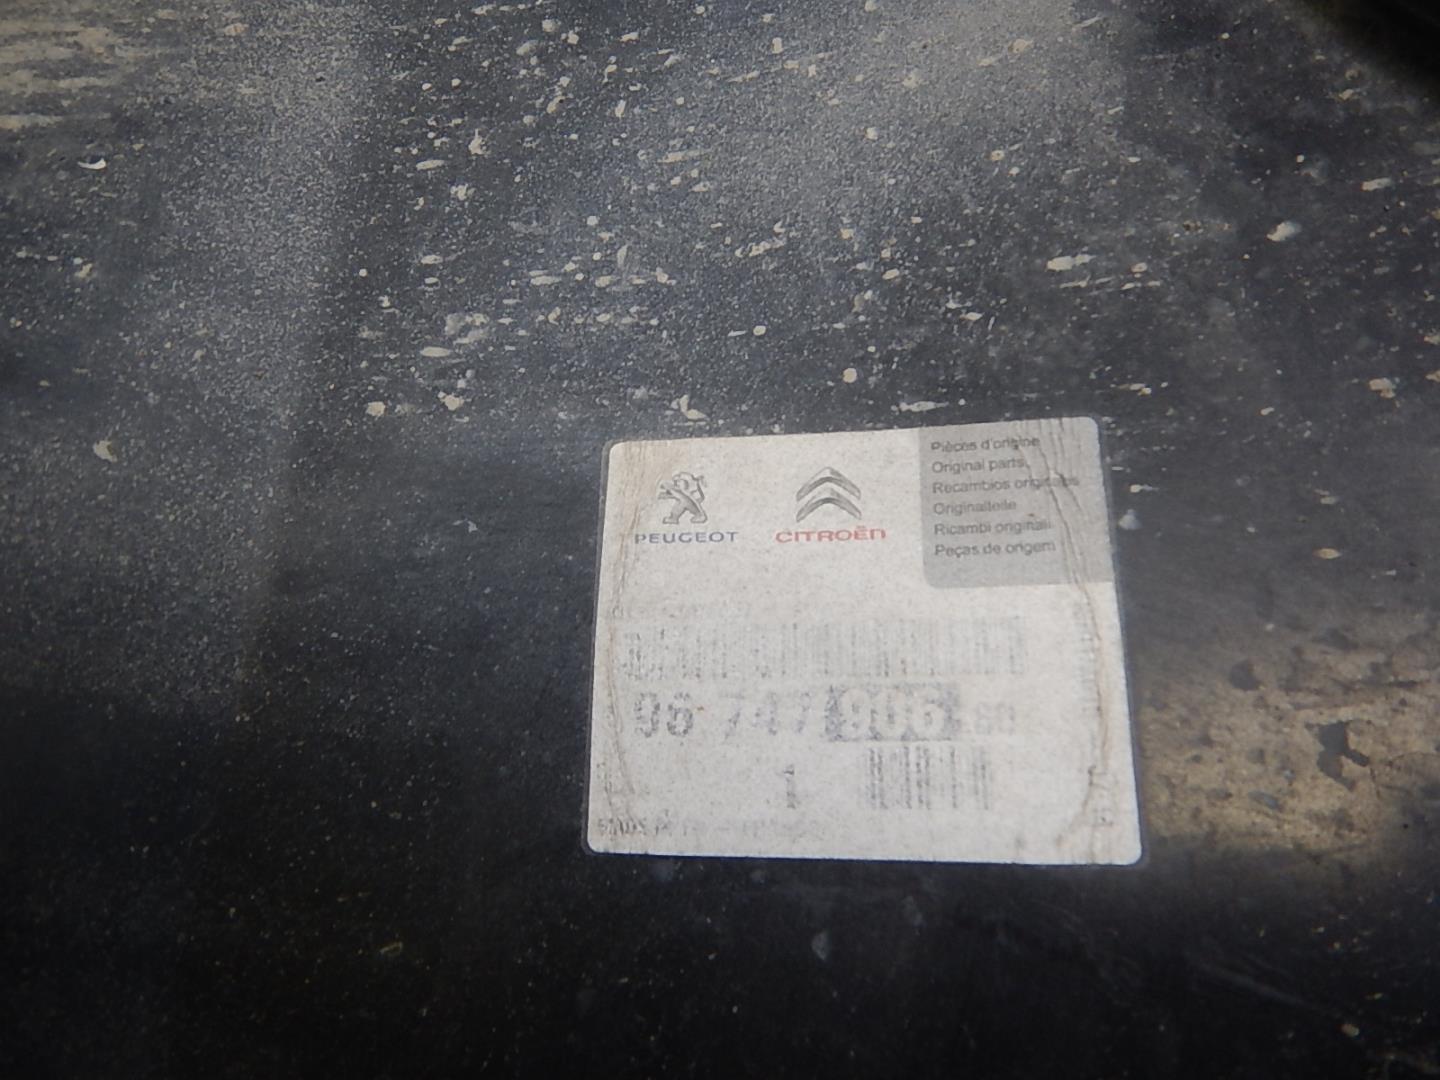 PEUGEOT
CITROËN
Pièces d'origine
Original parts
Recambios originales
Originalteile
Ricambi originali
Peças de origem
96 747 906 80
1